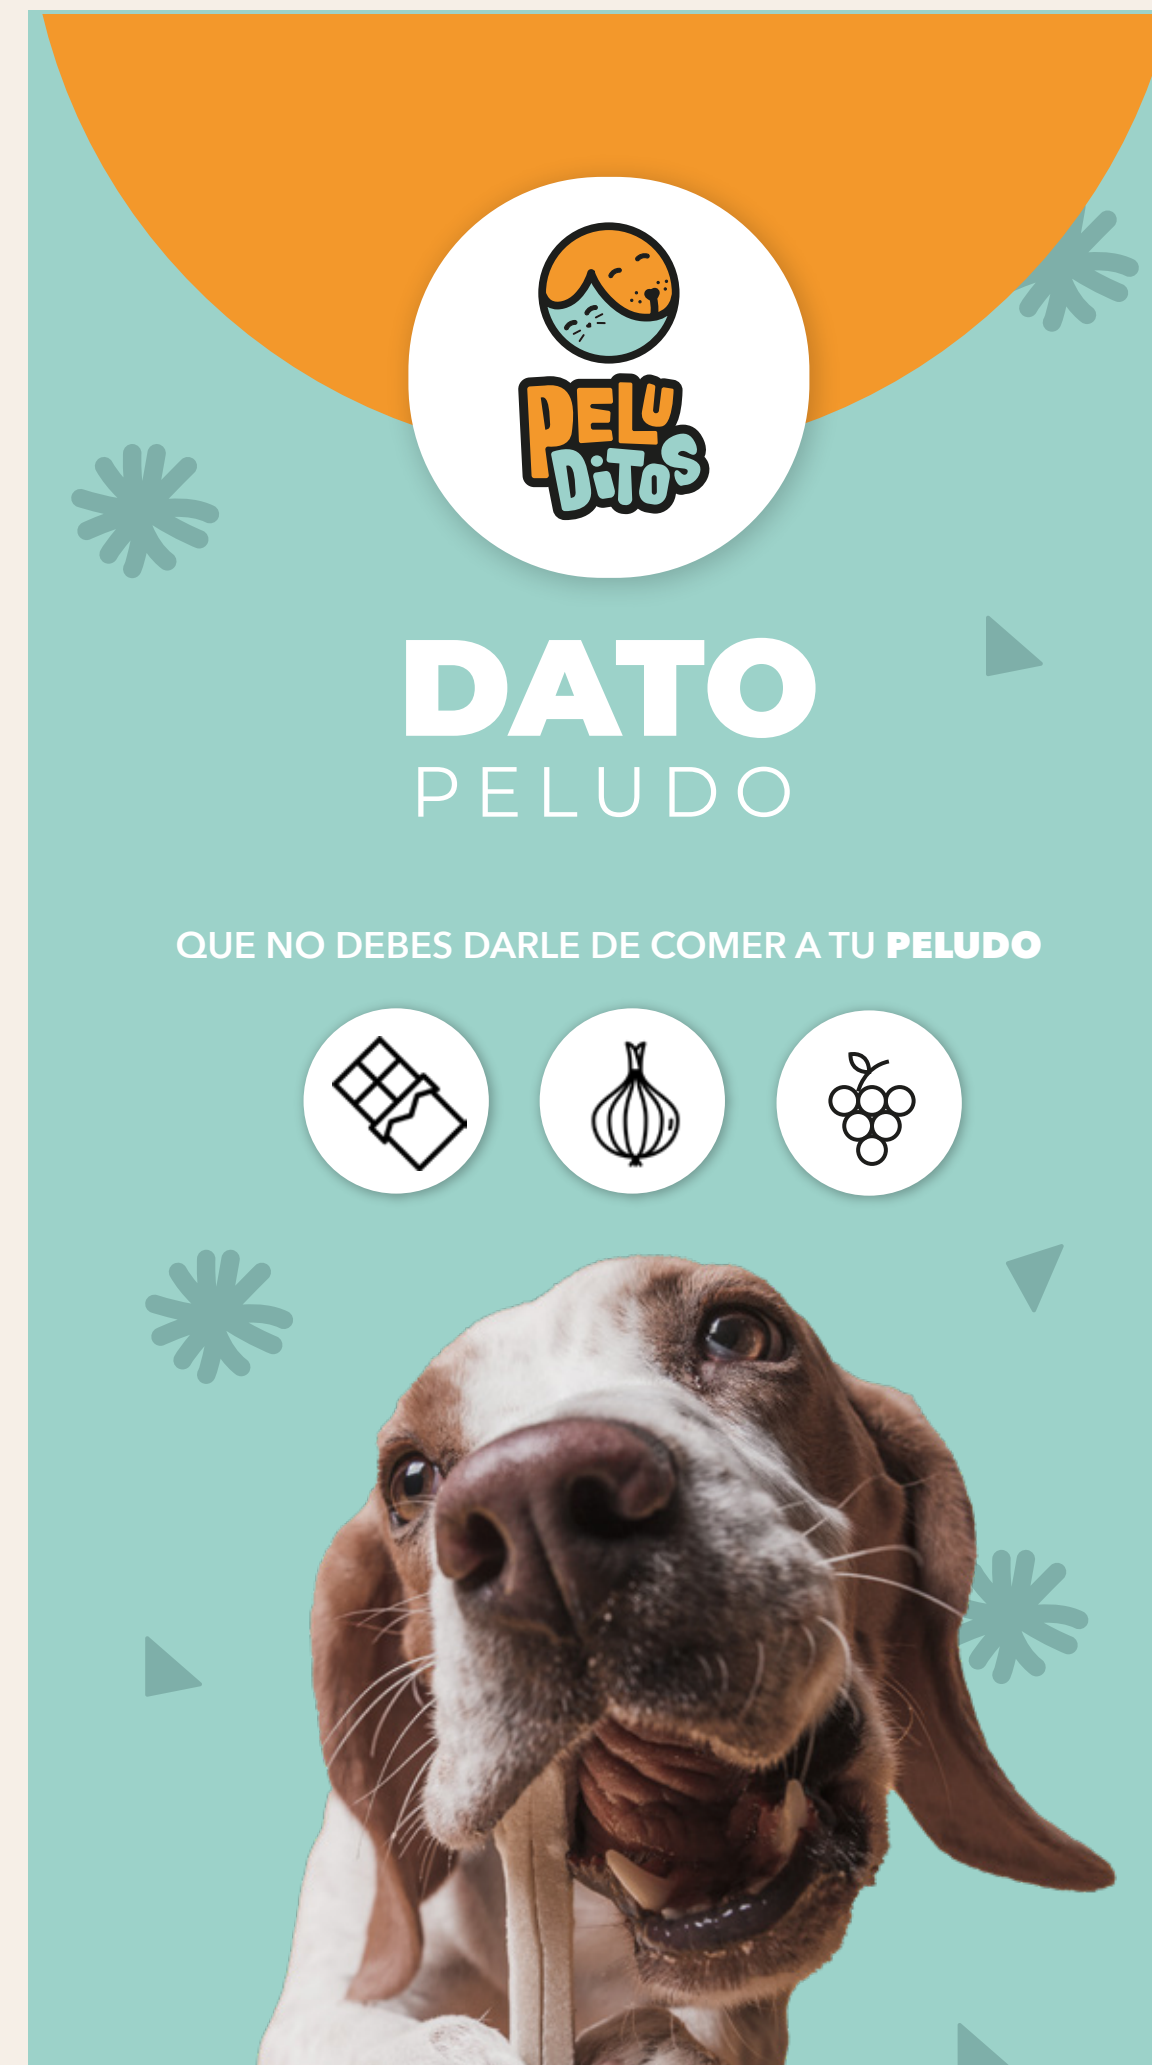 PELU
DiTOS
DATO
PELUDO
QUE NO DEBES DARLE DE COMER A TU PELUDO